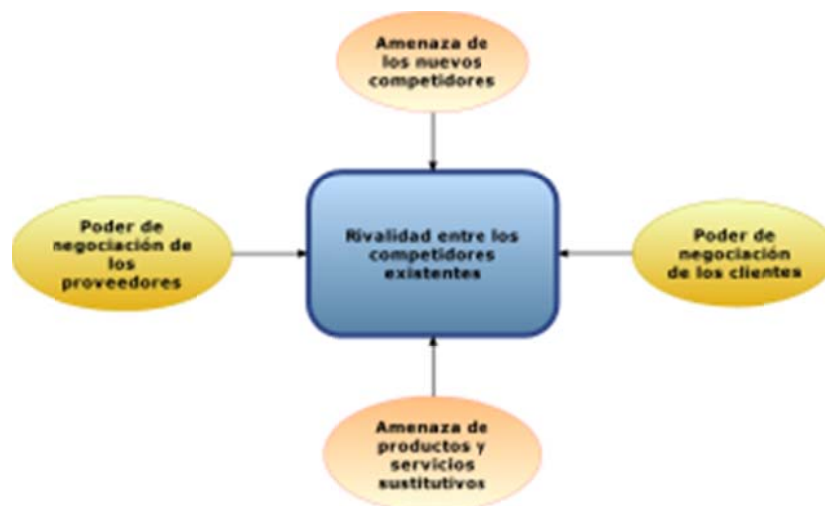 Amenaza de
los nuevos
competidores
Poder de
negociación de
los
proveedores
Rivalidad entre los
competidores
existentes
Poder de
negociación
de los clientes
Amenaza de
productos y
servicios
sustitutivos